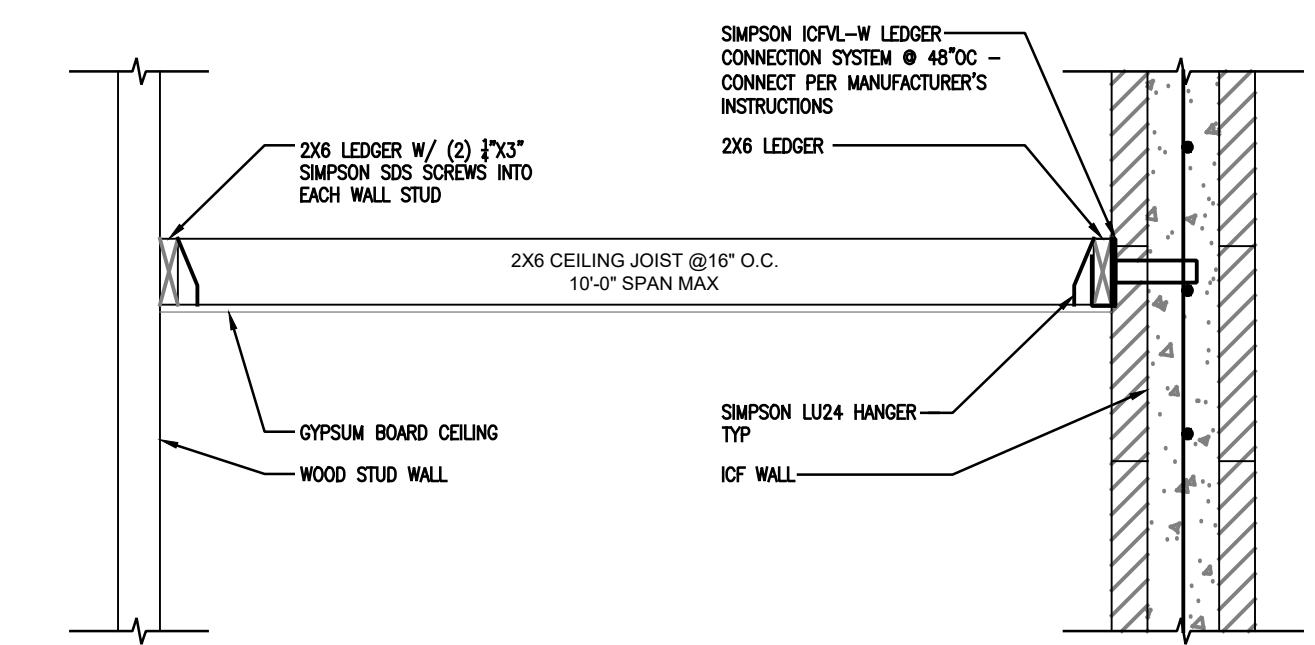 SIMPSON ICFVL-W LEDGER
CONNECTION SYSTEM @ 48"OC -
CONNECT PER MANUFACTURER'S
INSTRUCTIONS
2X6 LEDGER W/ (2) ¼"X3"
SIMPSON SDS SCREWS INTO
EACH WALL STUD
2X6 LEDGER
2X6 CEILING JOIST @16" O.C.
10'-0" SPAN MAX
GYPSUM BOARD CEILING
WOOD STUD WALL
SIMPSON LU24 HANGER
TYP
ICF WALL